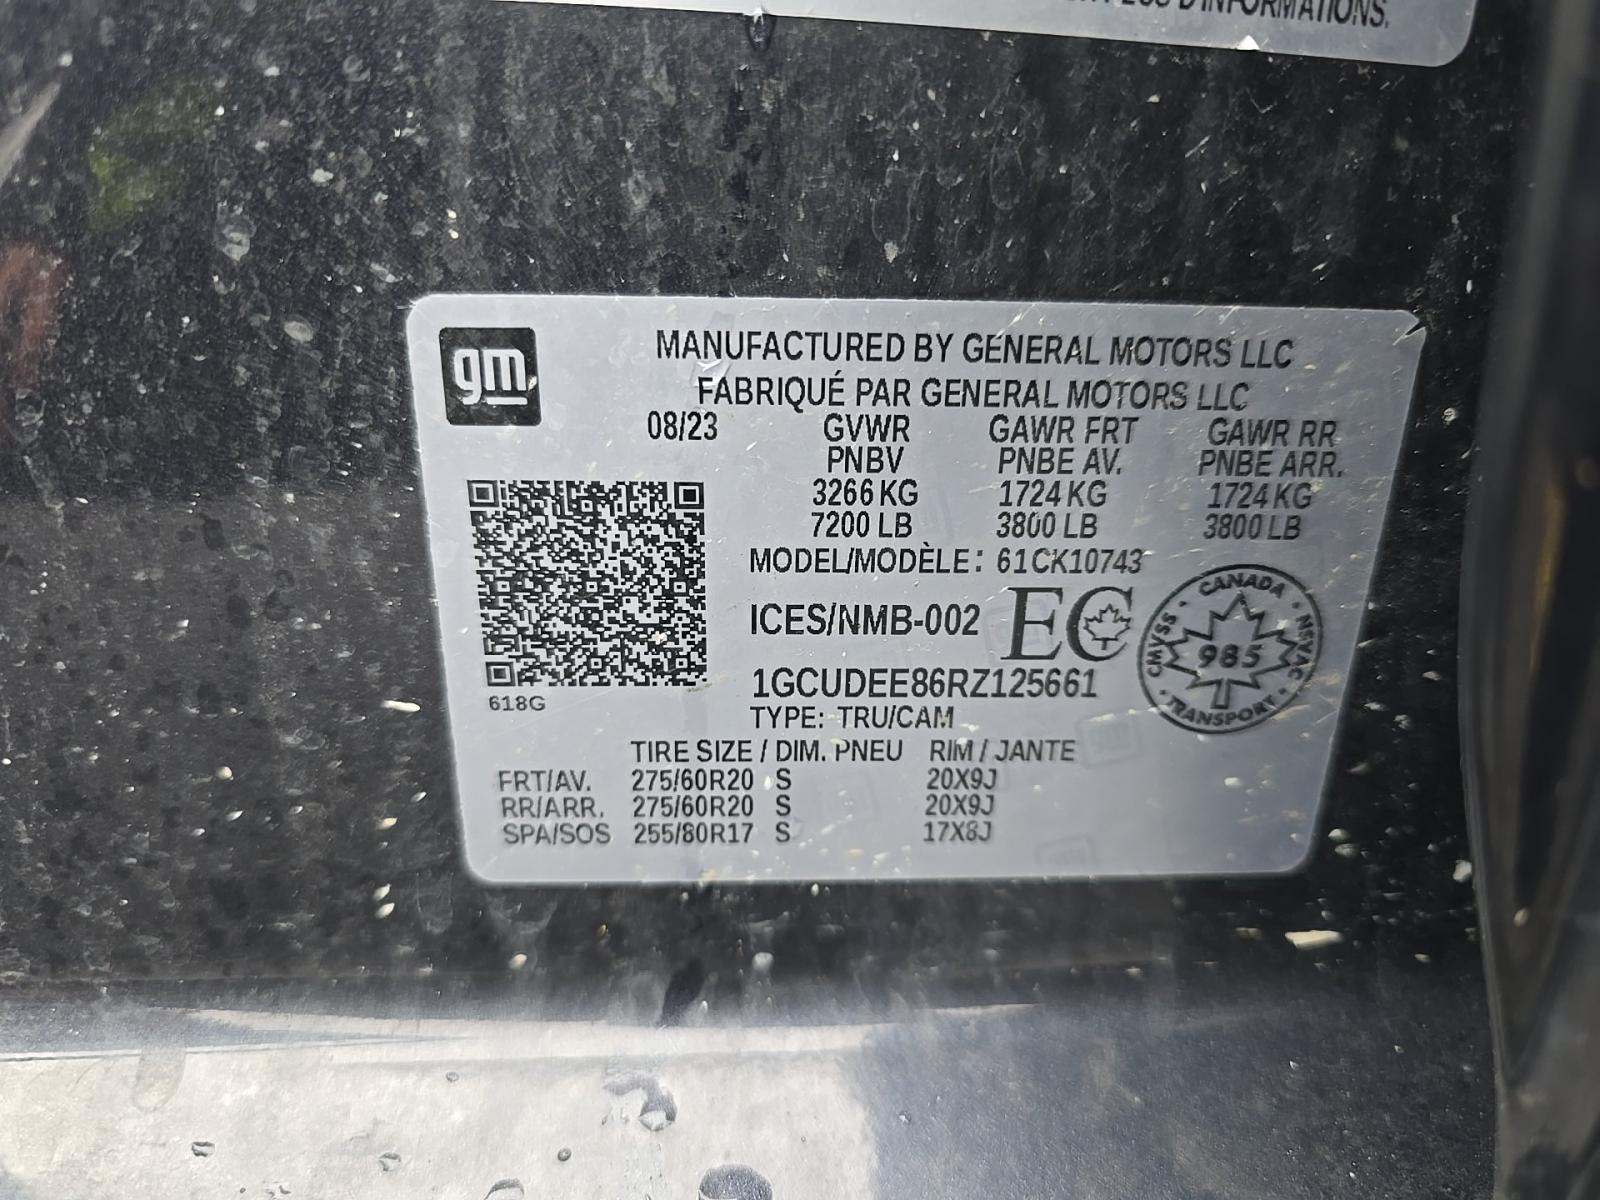 D'INFORMATIONS.
gm
MANUFACTURED BY GENERAL MOTORS LLC
FABRIQUÉ PAR GENERAL MOTORS LLC
08/23 GVWR GAWR FRT GAWR RR
PNBV PNBE AV. PNBE ARR.
3266 KG 1724 KG 1724 KG
7200 LB 3800 LB 3800 LB
MODEL/MODÈLE: 61CK10743
ICES/NMB-002 EC
CANADA
CMVSS 985 NSVAC
TRANSPORT
1GCUDEE86RZ125661
618G
TYPE: TRU/CAM
TIRE SIZE / DIM. PNEU RIM / JANTE
FRT/AV. 275/60R20 S 20X9J
RR/ARR. 275/60R20 S 20X9J
SPA/SOS 255/80R17 S 17X8J